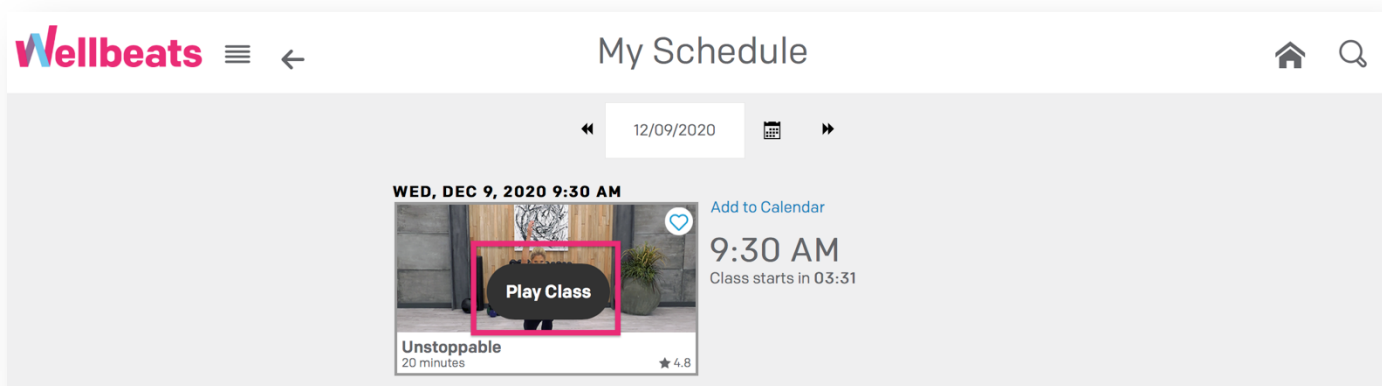 Wellbeats
My Schedule
12/09/2020
WED, DEC 9, 2020 9:30 AM
Add to Calendar
9:30 AM
Class starts in 03:31
Play Class
Unstoppable
20 minutes
4.8